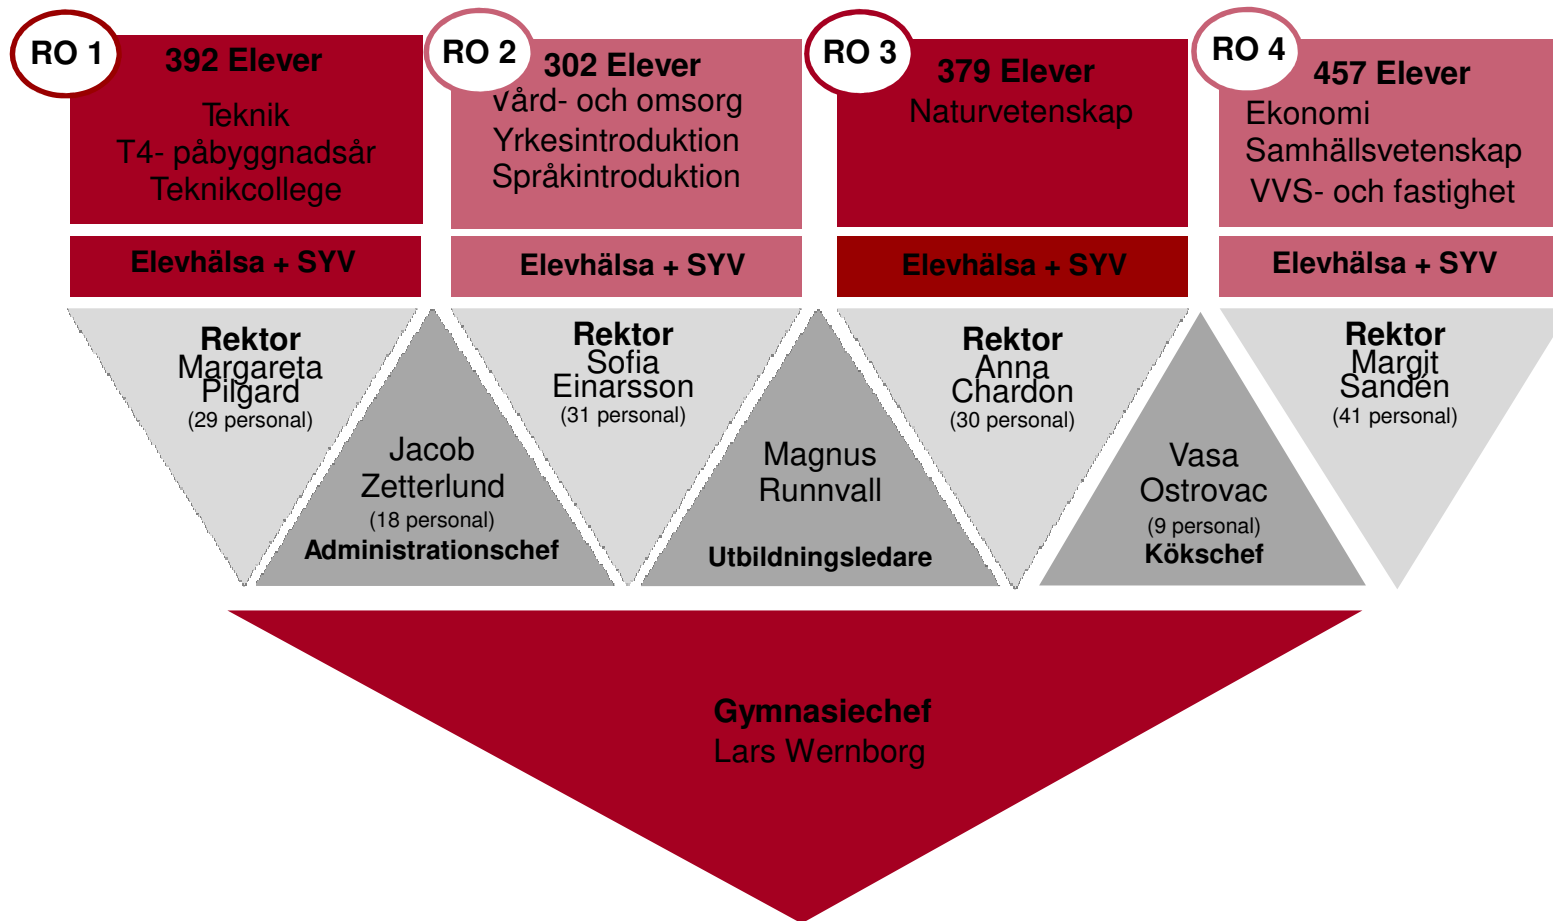 RO 1
392 Elever
Teknik
T4- påbyggnadsår
Teknikcollege
RO 2
302 Elever
Vård- och omsorg
Yrkesintroduktion
Språkintroduktion
RO 3
379 Elever
Naturvetenskap
RO 4
457 Elever
Ekonomi
Samhällsvetenskap
VVS- och fastighet
Elevhälsa + SYV
Elevhälsa + SYV
Elevhälsa + SYV
Elevhälsa + SYV
Rektor
Margareta
Pilgard
(29 personal)
Jacob
Zetterlund
(18 personal)
Administrationschef
Rektor
Sofia
Einarsson
(31 personal)
Magnus
Runnvall
Utbildningsledare
Rektor
Anna
Chardon
(30 personal)
Vasa
Ostrovac
(9 personal)
Kökschef
Rektor
Margit
Sandén
(41 personal)
Gymnasiechef
Lars Wernborg